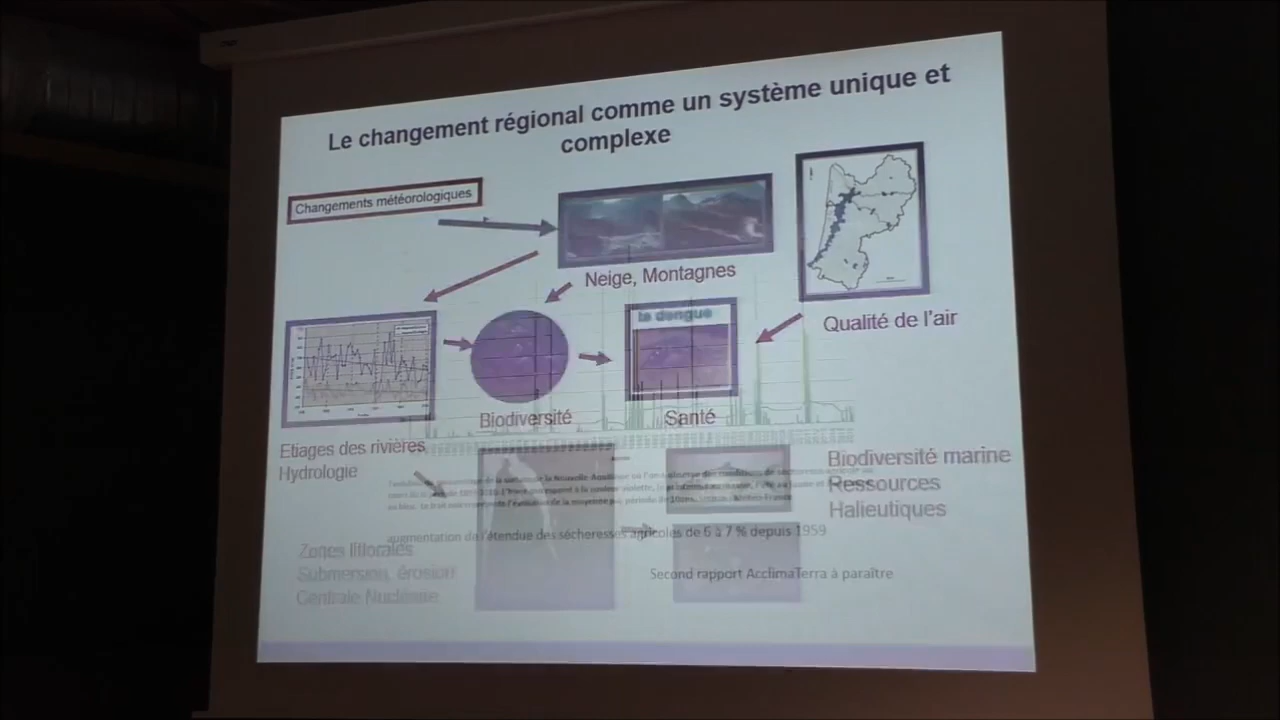 Le changement régional comme un système unique et
complexe
Changements météorologiques
Neige, Montagnes
la dengue
Qualité de l'air
Biodiversité
Santé
Etiages des rivières
Hydrologie
Biodiversité marine
Ressources
Halieutiques
augmentation de l'étendue des sécheresses agricoles de 6 à 7 % depuis 1959
Zones littorales
Submersion, érosion
Centrale Nucléaire
Second rapport AcclimaTerra à paraître